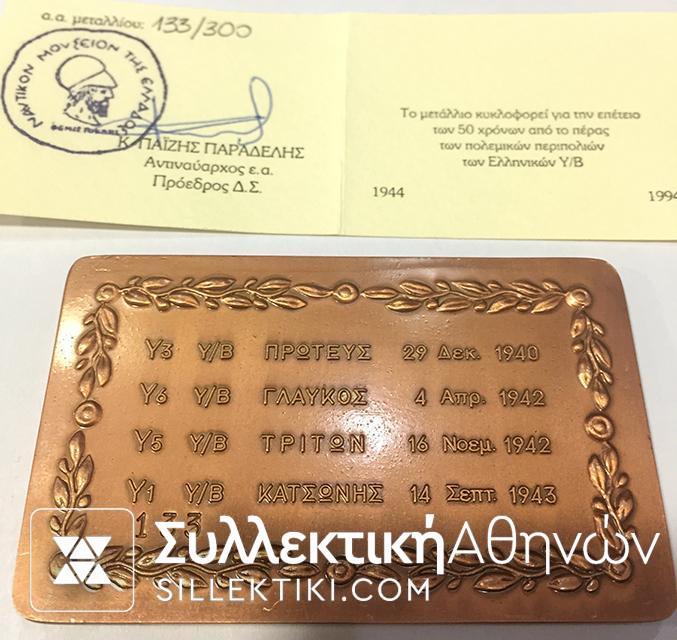 α.α. μεταλλίου: 133/300
ΝΑΥΤΙΚΟΝ ΜΟΥΣΕΙΟΝ ΤΗΣ ΕΛΛΑΔΟΣ
Κ. ΠΑΪΖΗΣ ΠΑΡΑΔΕΛΗΣ
Αντιναύαρχος ε.α.
Πρόεδρος Δ.Σ.
Το μετάλλιο κυκλοφορεί για την επέτειο
των 50 χρόνων από το πέρας
των πολεμικών περιπολιών
των Ελληνικών Υ/Β
1944 1994
Υ3 Υ/Β ΠΡΩΤΕΥΣ 29 Δεκ. 1940
Υ6 Υ/Β ΓΛΑΥΚΟΣ 4 Απρ. 1942
Υ5 Υ/Β ΤΡΙΤΩΝ 16 Νοεμ. 1942
Υ1 Υ/Β ΚΑΤΣΩΝΗΣ 14 Σεπτ. 1943
133
ΣυλλεκτικήΑθηνών
SILLEKTIKI.COM